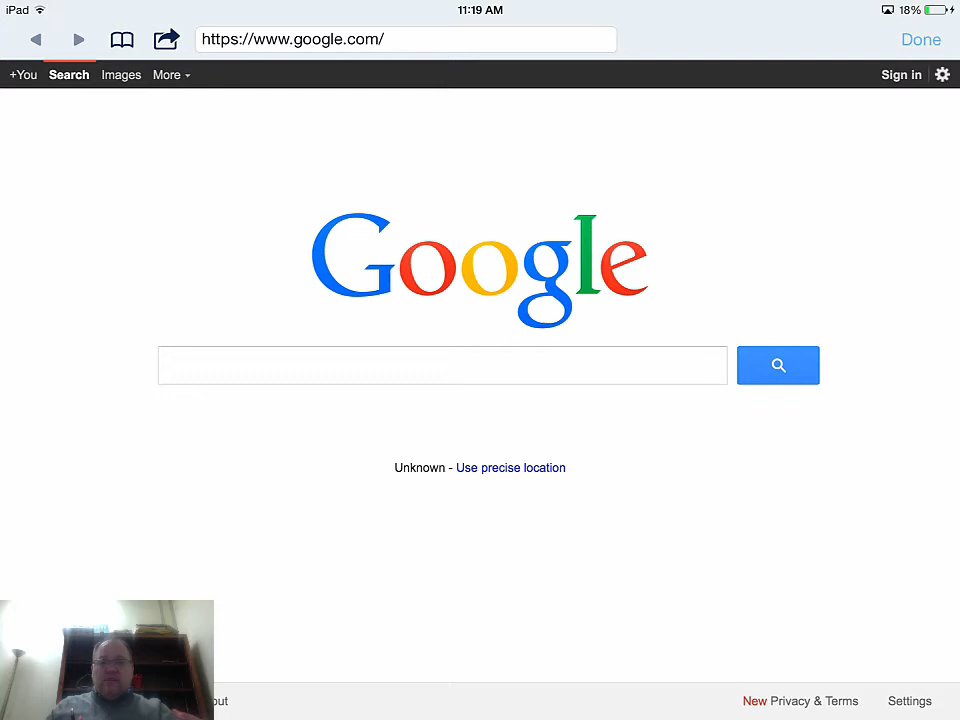 iPad 11:19 AM 18%
https://www.google.com/ Done
+You Search Images More Sign in
Google
Unknown - Use precise location
New Privacy & Terms Settings